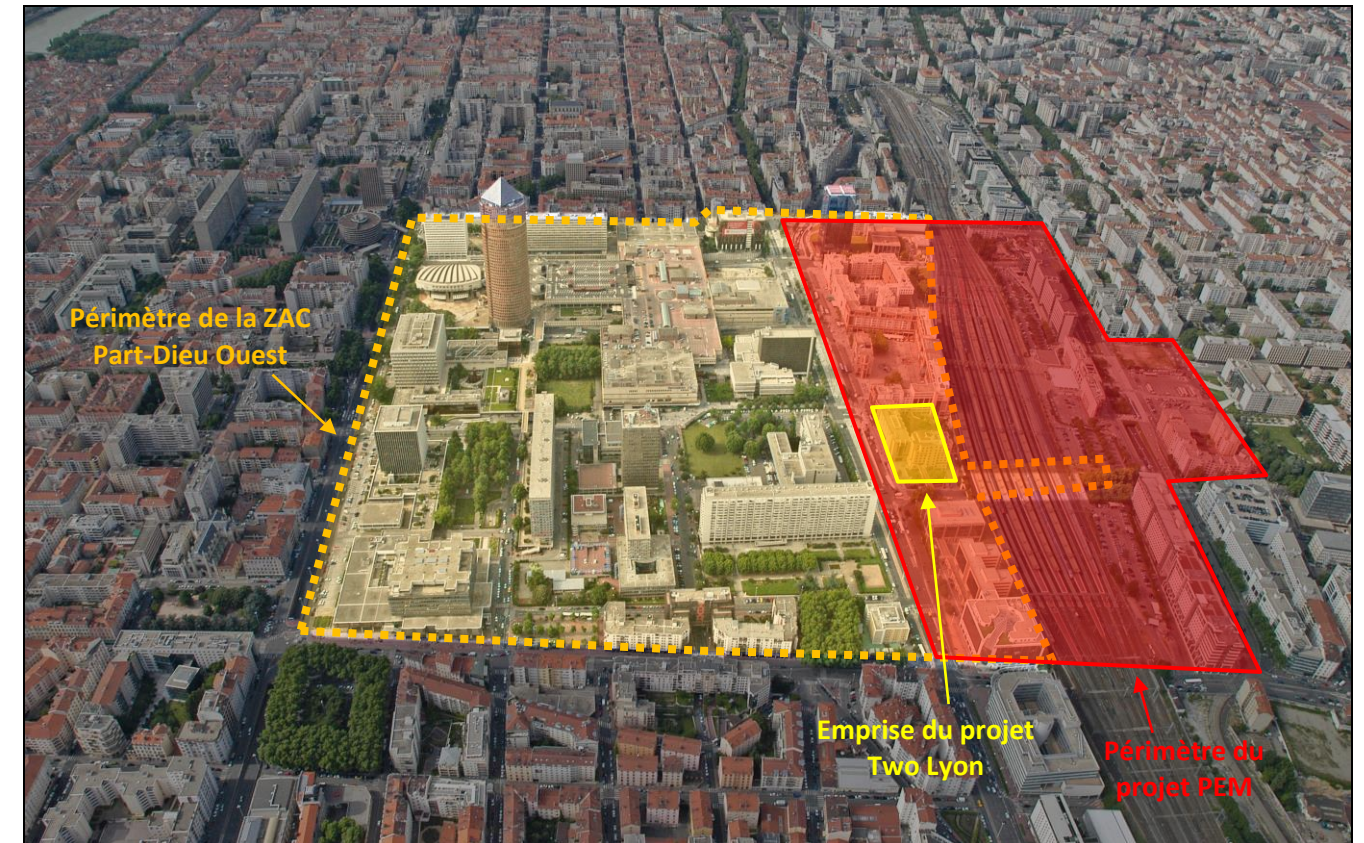 Périmètre de la ZAC
Part-Dieu Ouest
Emprise du projet
Two Lyon
Périmètre du
projet PEM